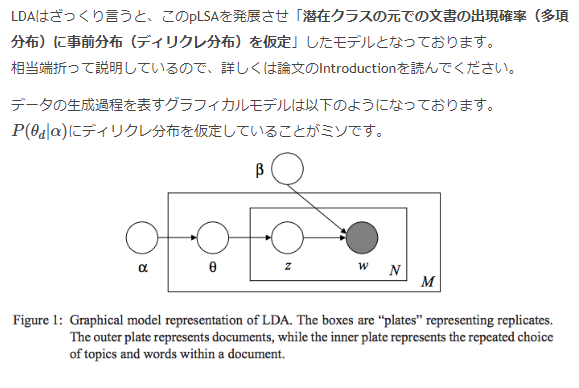 LDAはざっくり言うと、このpLSAを発展させ「潜在クラスの元での文書の出現確率（多項
分布）に事前分布（ディリクレ分布）を仮定」したモデルとなっております。
相当端折って説明しているので、詳しくは論文のIntroductionを読んでください。
データの生成過程を表すグラフィカルモデルは以下のようになっております。
P(θd|α)にディリクレ分布を仮定していることがミソです。
β
α
θ
z
w
N
M
Figure 1: Graphical model representation of LDA. The boxes are “plates” representing replicates.
The outer plate represents documents, while the inner plate represents the repeated choice
of topics and words within a document.